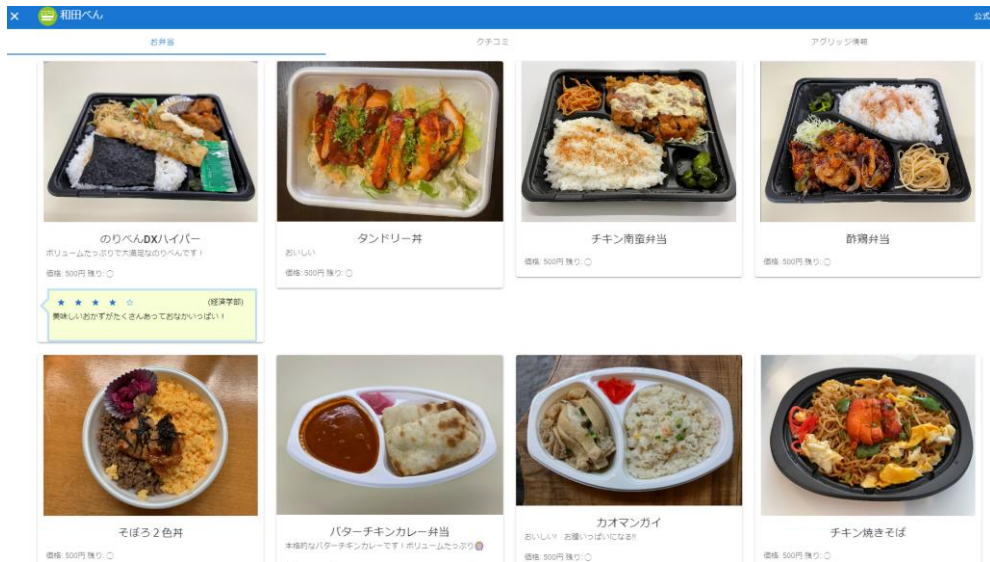 × 和田べん 公式
お弁当 クチコミ アグリッジ情報
のりべんDXハイパー
ボリュームたっぷりで大満足なのりべんです!
価格: 500円 残り:○
★ ★ ★ ★ ☆ (経済学部)
美味しいおかずがたくさんあっておなかいっぱい!
タンドリー丼
おいしい
価格: 500円 残り:○
チキン南蛮弁当
価格: 500円 残り:○
酢鶏弁当
価格: 500円 残り:○
そぼろ2色丼
価格: 500円 残り:○
バターチキンカレー弁当
本格的なバターチキンカレーです!ボリュームたっぷり
カオマンガイ
おいしい! お腹いっぱいになる!!
価格: 500円 残り:○
チキン焼きそば
価格: 500円 残り:○